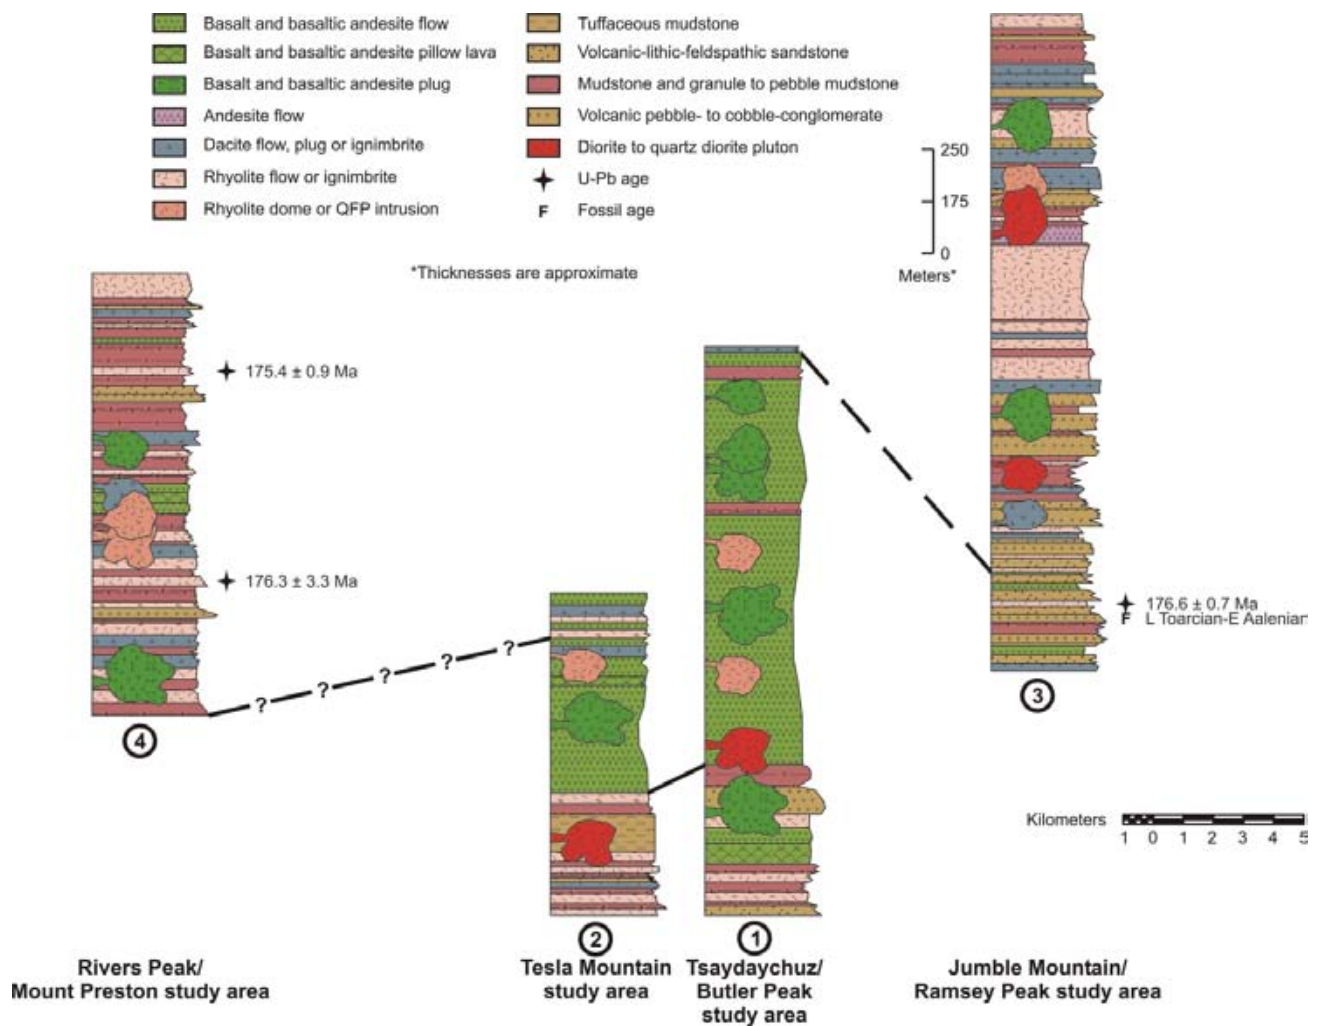 Basalt and basaltic andesite flow
Basalt and basaltic andesite pillow lava
Basalt and basaltic andesite plug
Andesite flow
Dacite flow, plug or ignimbrite
Rhyolite flow or ignimbrite
Rhyolite dome or QFP intrusion
Tuffaceous mudstone
Volcanic-lithic-feldspathic sandstone
Mudstone and granule to pebble mudstone
Volcanic pebble- to cobble-conglomerate
Diorite to quartz diorite pluton
U-Pb age
F Fossil age
*Thicknesses are approximate
250
175
0
Meters*
175.4 ± 0.9 Ma
176.3 ± 3.3 Ma
176.6 ± 0.7 Ma
F L Toarcian-E Aalenian
? ? ? ? ?
4
3
Kilometers
1 0 1 2 3 4 5
2
1
Rivers Peak/
Mount Preston study area
Tesla Mountain
study area
Tsaydaychuz/
Butler Peak
study area
Jumble Mountain/
Ramsey Peak study area